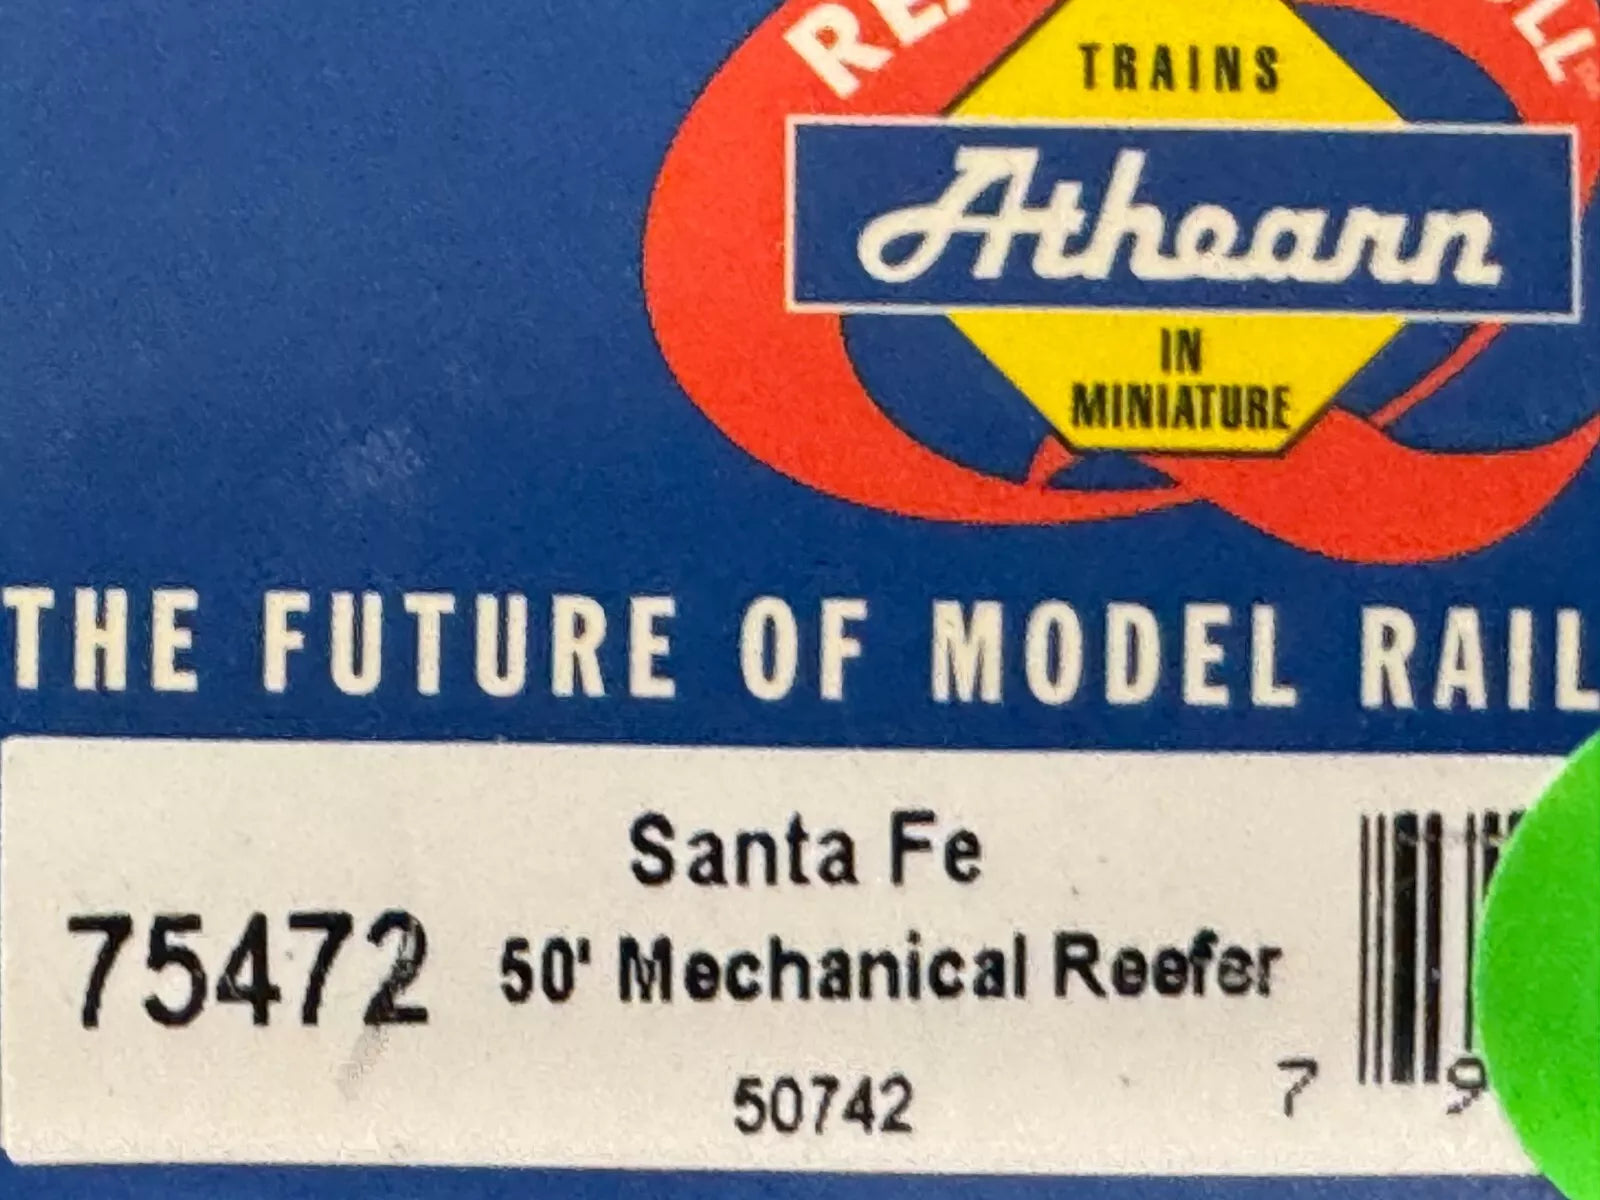 TRAINS
Athearn
IN
MINIATURE
THE FUTURE OF MODEL RAIL
Santa Fe
75472
50' Mechanical Reefer
50742
7 9